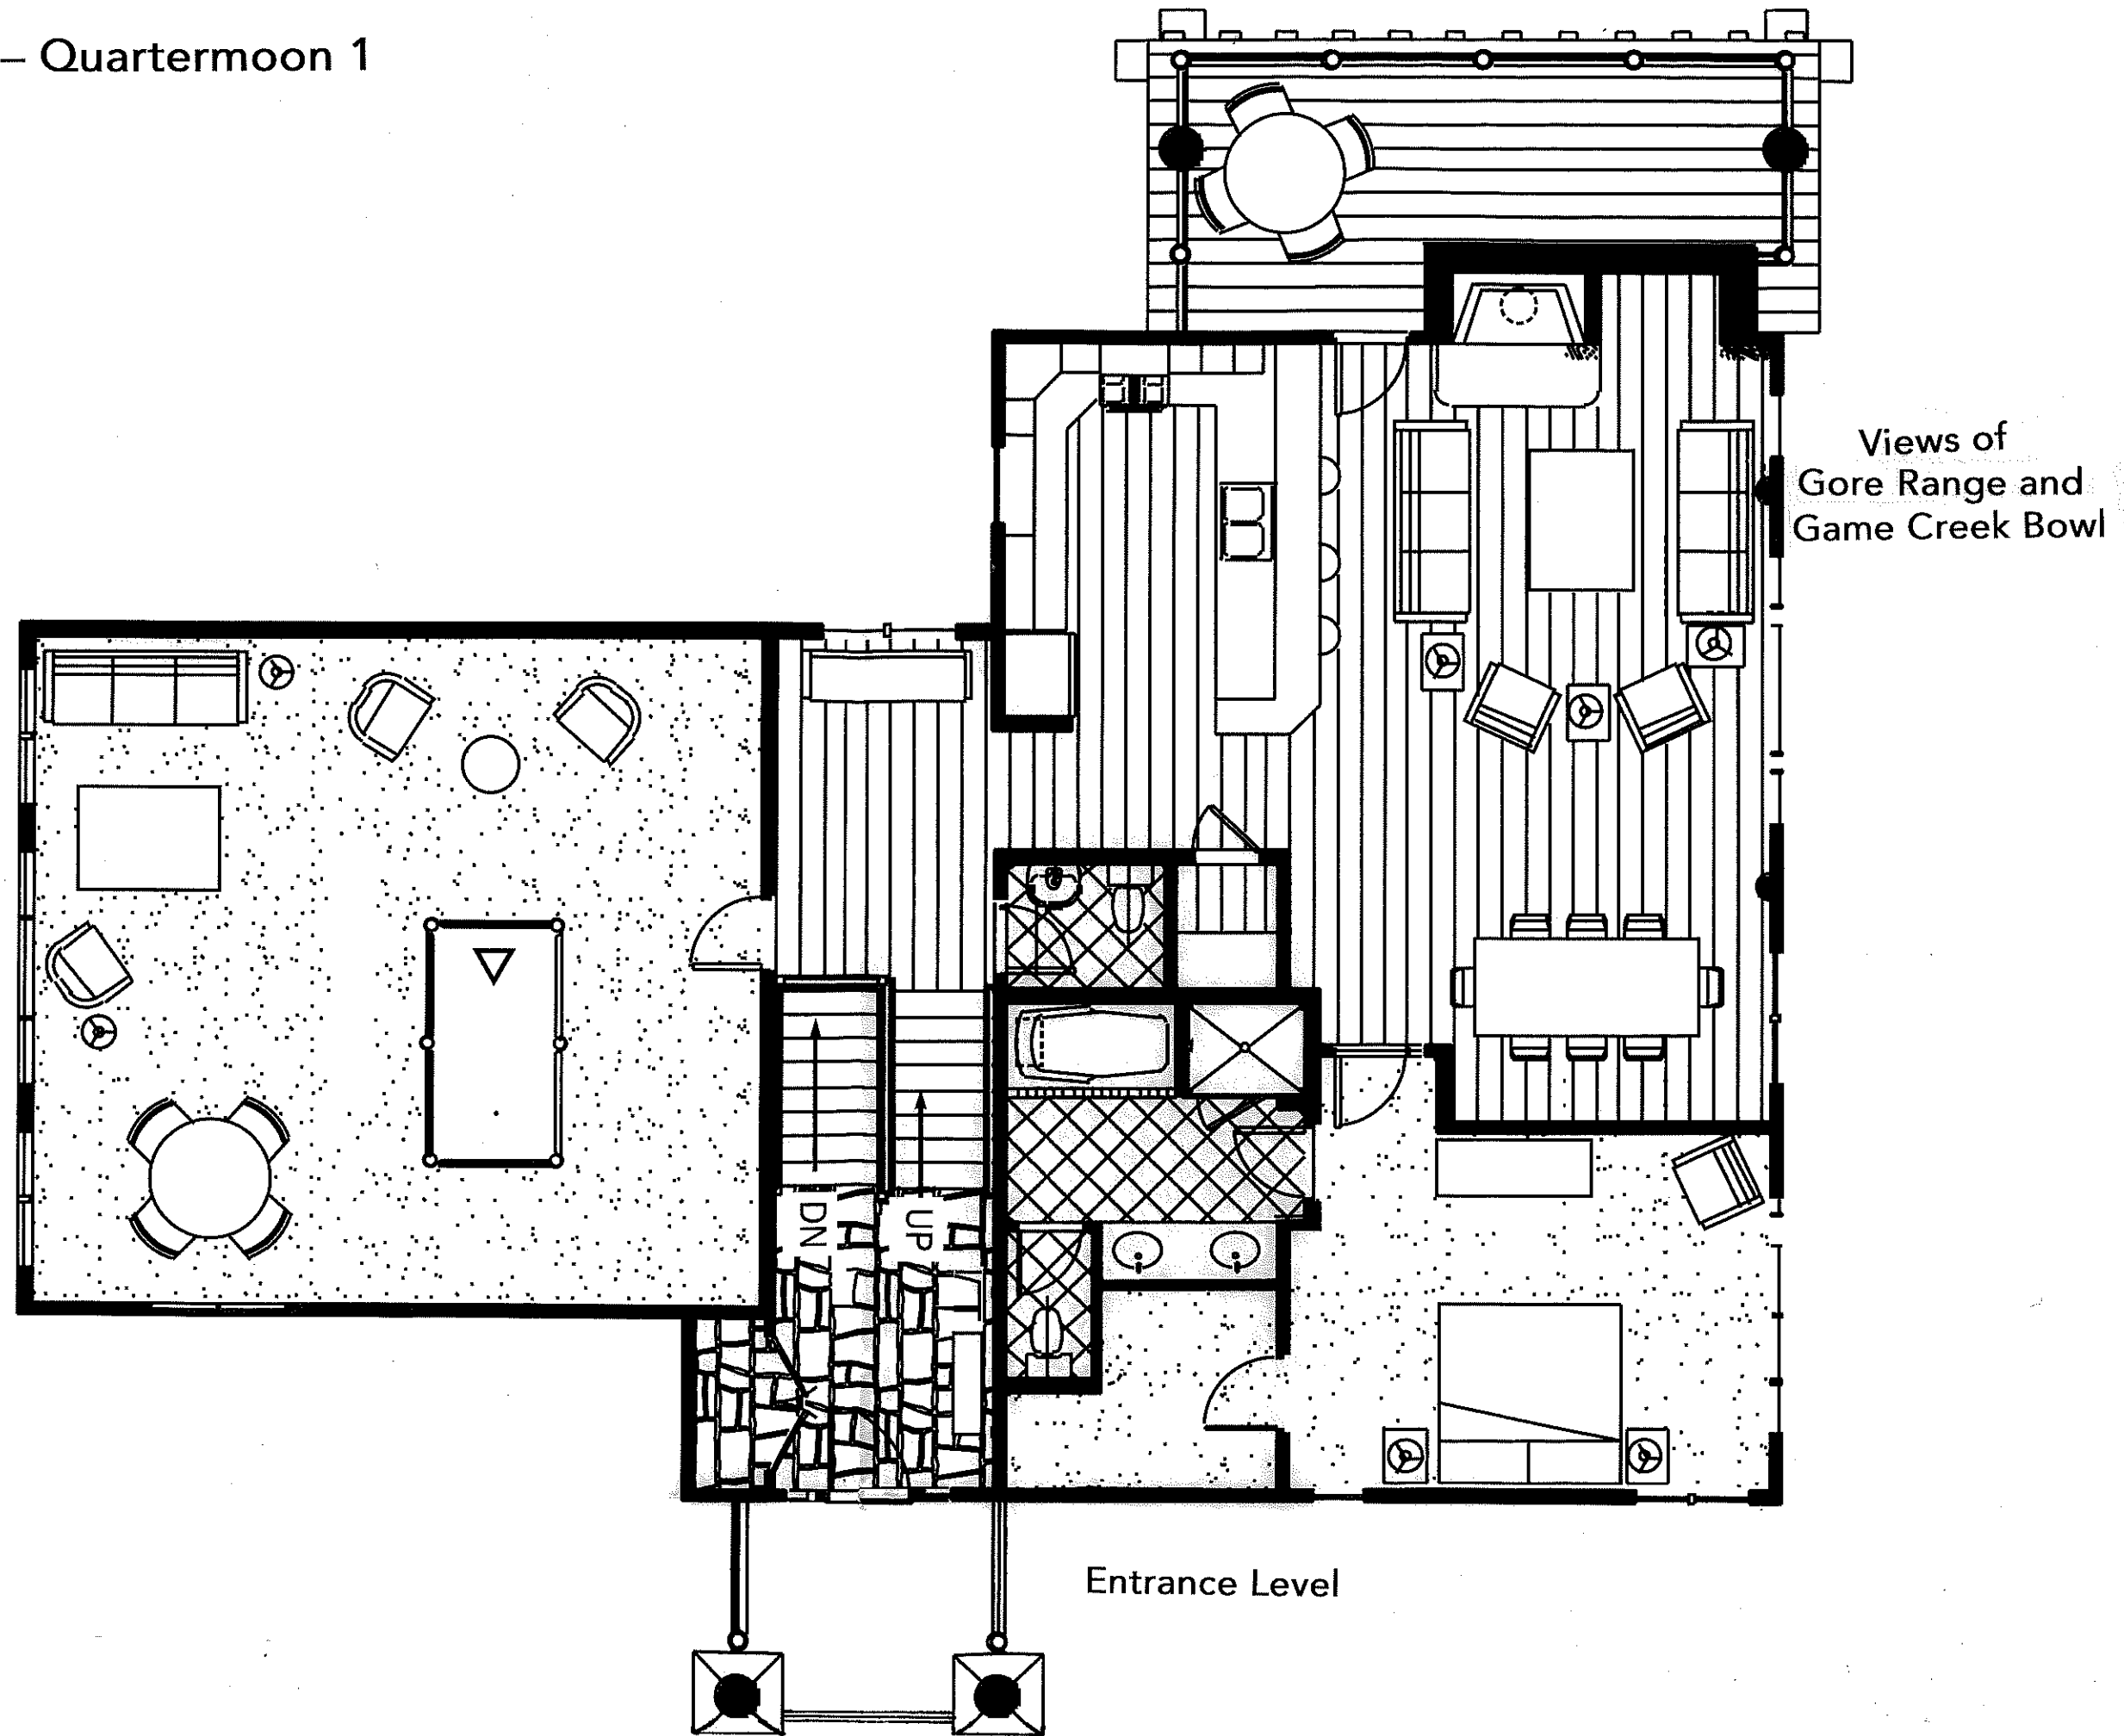 – Quartermoon 1
Views of
Gore Range and
Game Creek Bowl
DN
UP
Entrance Level